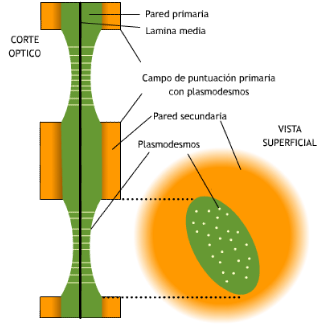 Pared primaria
Lamina media
CORTE
OPTICO
Campo de puntuación primaria
con plasmodesmos
Pared secundaria
VISTA
SUPERFICIAL
Plasmodesmos